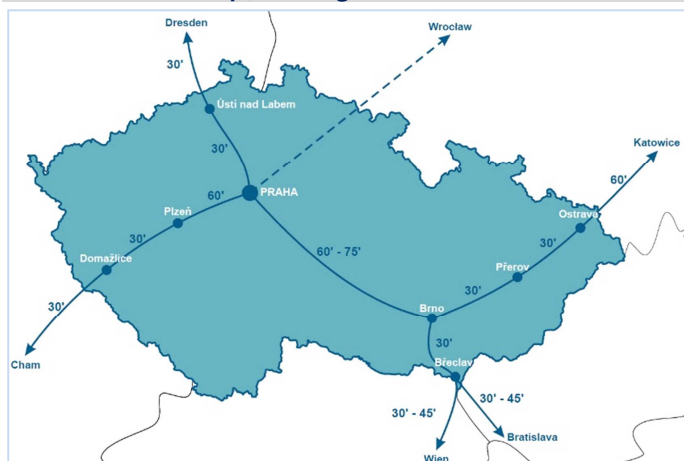 Dresden
Wrocław
30'
Ústí nad Labem
30'
Katowice
60'
60'
PRAHA
Plzeň
Ostrava
30'
60' - 75'
30'
Domažlice
Přerov
30'
30'
Brno
30'
Cham
Břeclav
30' - 45'
30' - 45'
Bratislava
Wien